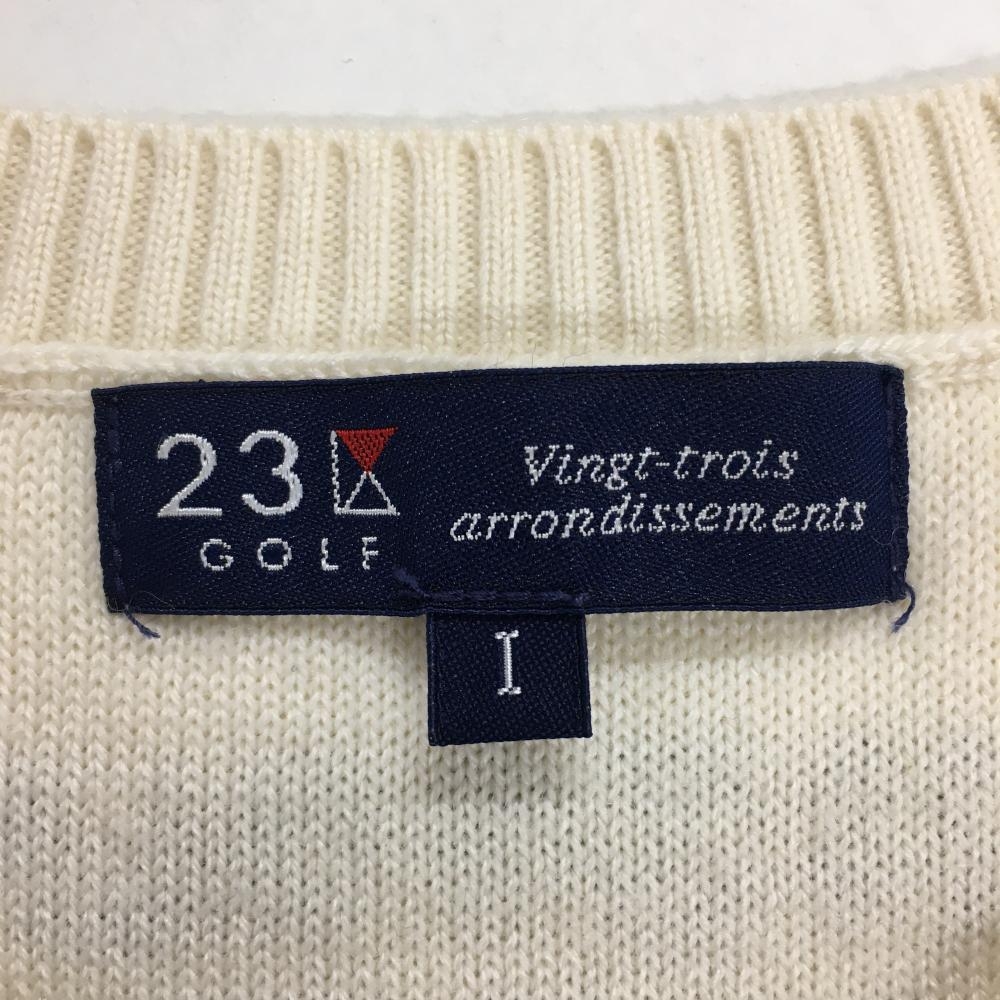 23
GOLF
Vingt-trois
arrondissements
I